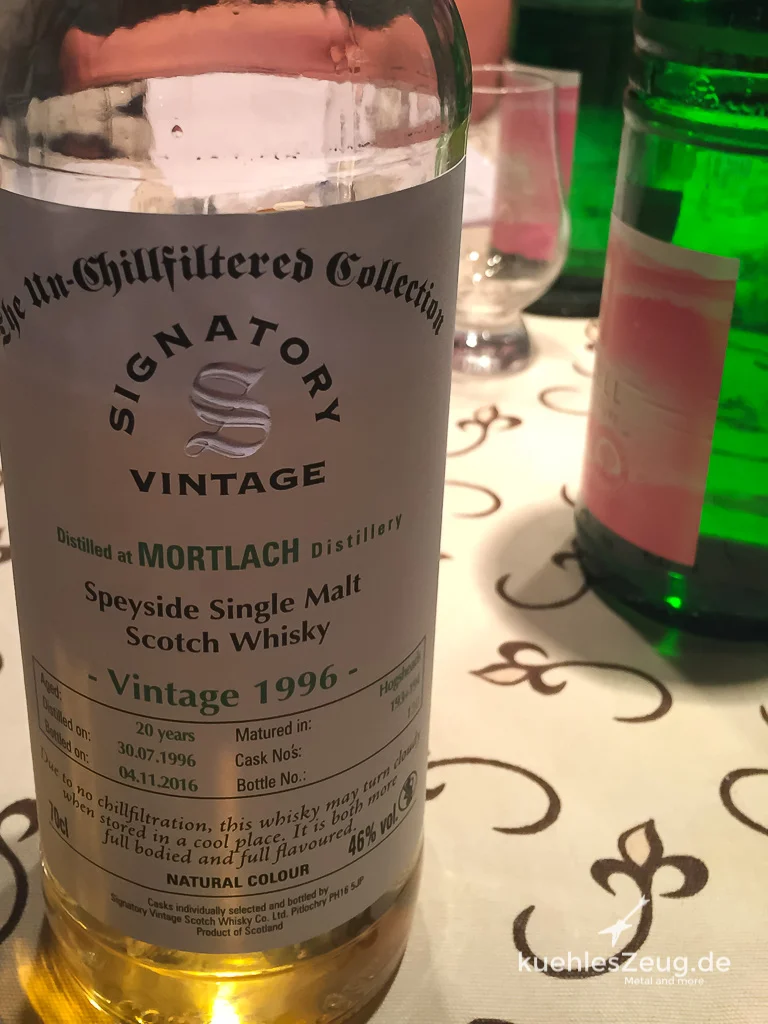 The Un-Chillfiltered Collection
SIGNATORY
S
VINTAGE
Distilled at MORTLACH Distillery
Speyside Single Malt
Scotch Whisky
- Vintage 1996 -
Aged: 20 years Matured in: Hogsheads
Distilled on: 30.07.1996 Cask No's:
Bottled on: 04.11.2016 Bottle No.:
Due to no chillfiltration, this whisky may turn cloudy
when stored in a cool place. It is both more
full bodied and full flavoured.
70cl 46% vol.
NATURAL COLOUR
Casks individually selected and bottled by
Signatory Vintage Scotch Whisky Co. Ltd. Pitlochry PH16 5JP
Product of Scotland
kuehlesZeug.de
Metal and more